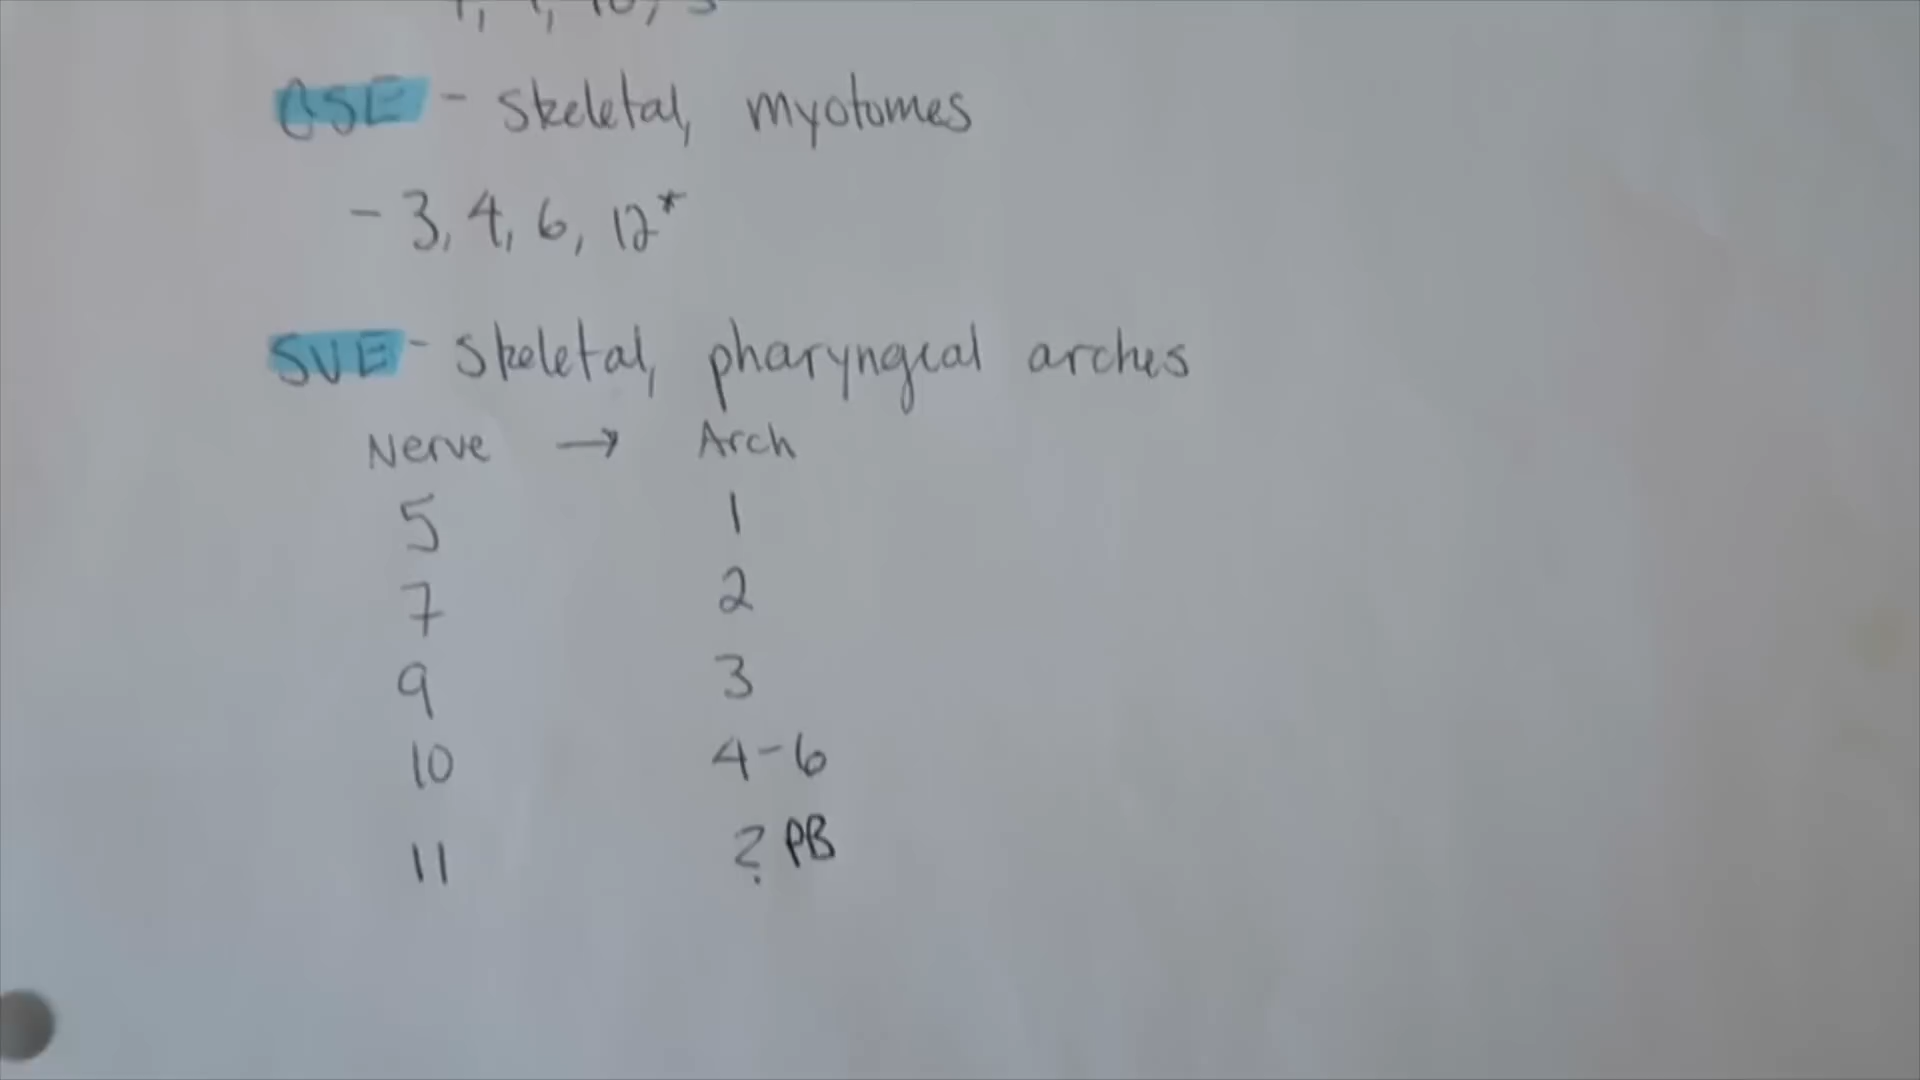 GSE - skeletal, myotomes
- 3, 4, 6, 12*
SVE - skeletal, pharyngeal arches
Nerve → Arch
5 1
7 2
9 3
10 4-6
11 ? PB